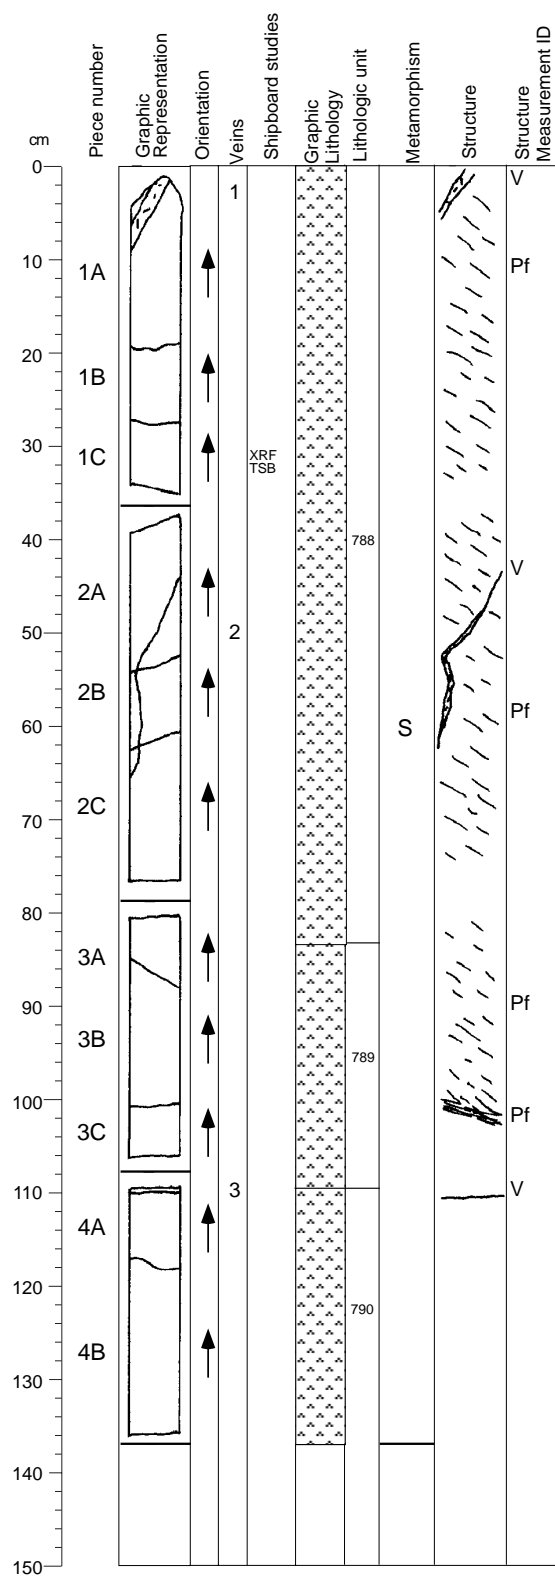 cm
Piece number
Graphic
Representation
Orientation
Veins
Shipboard studies
Graphic
Lithology
Lithologic unit
Metamorphism
Structure
Structure
Measurement ID
0
1
V
10
1A
Pf
20
1B
30
1C
XRF
TSB
40
788
V
2A
50
2
2B
Pf
60
S
70
2C
80
3A
90
Pf
3B
789
100
3C
Pf
110
3
V
4A
120
790
4B
130
140
150